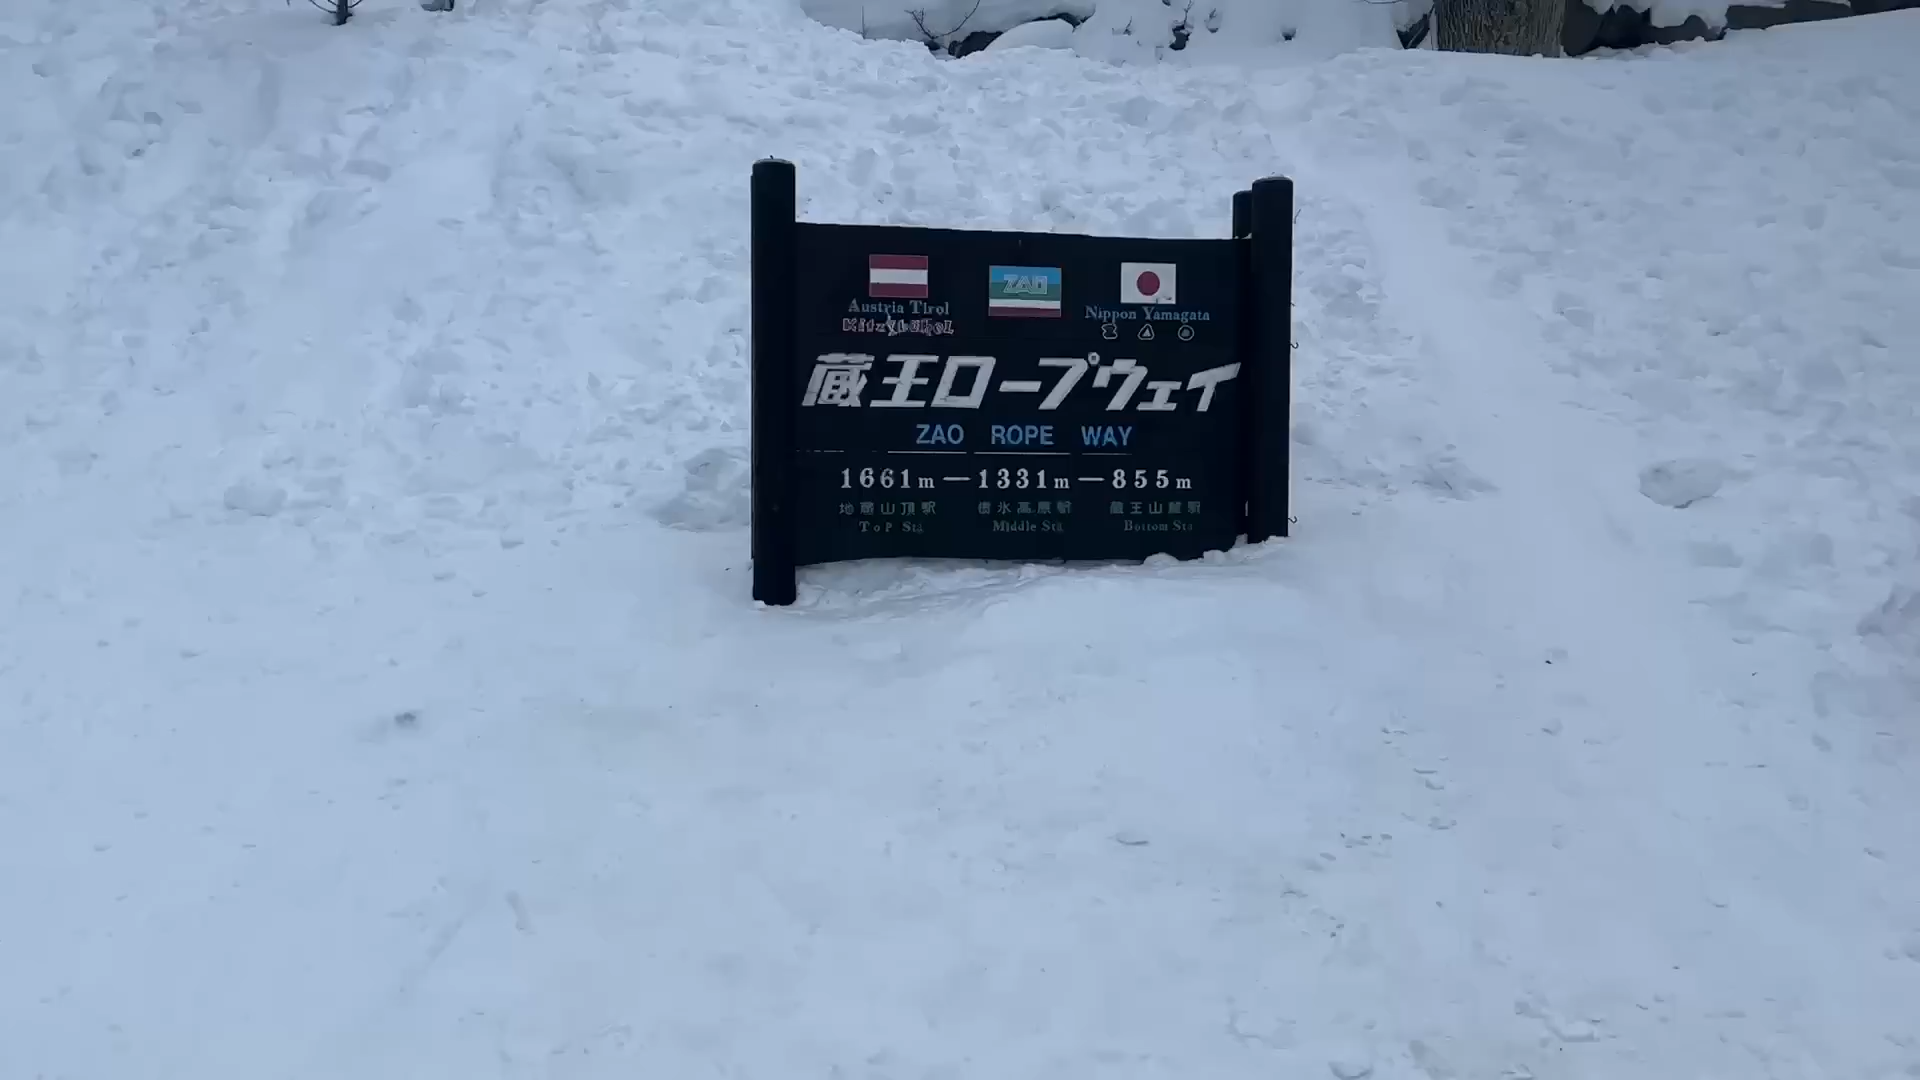 Austria Tirol
Kitzbühel
ZAO
Nippon Yamagata
蔵王ロープウェイ
ZAO ROPE WAY
1661m—1331m—855m
地蔵山頂駅 樹氷高原駅 蔵王山麓駅
ToP Sta Middle Sta Bottom Sta